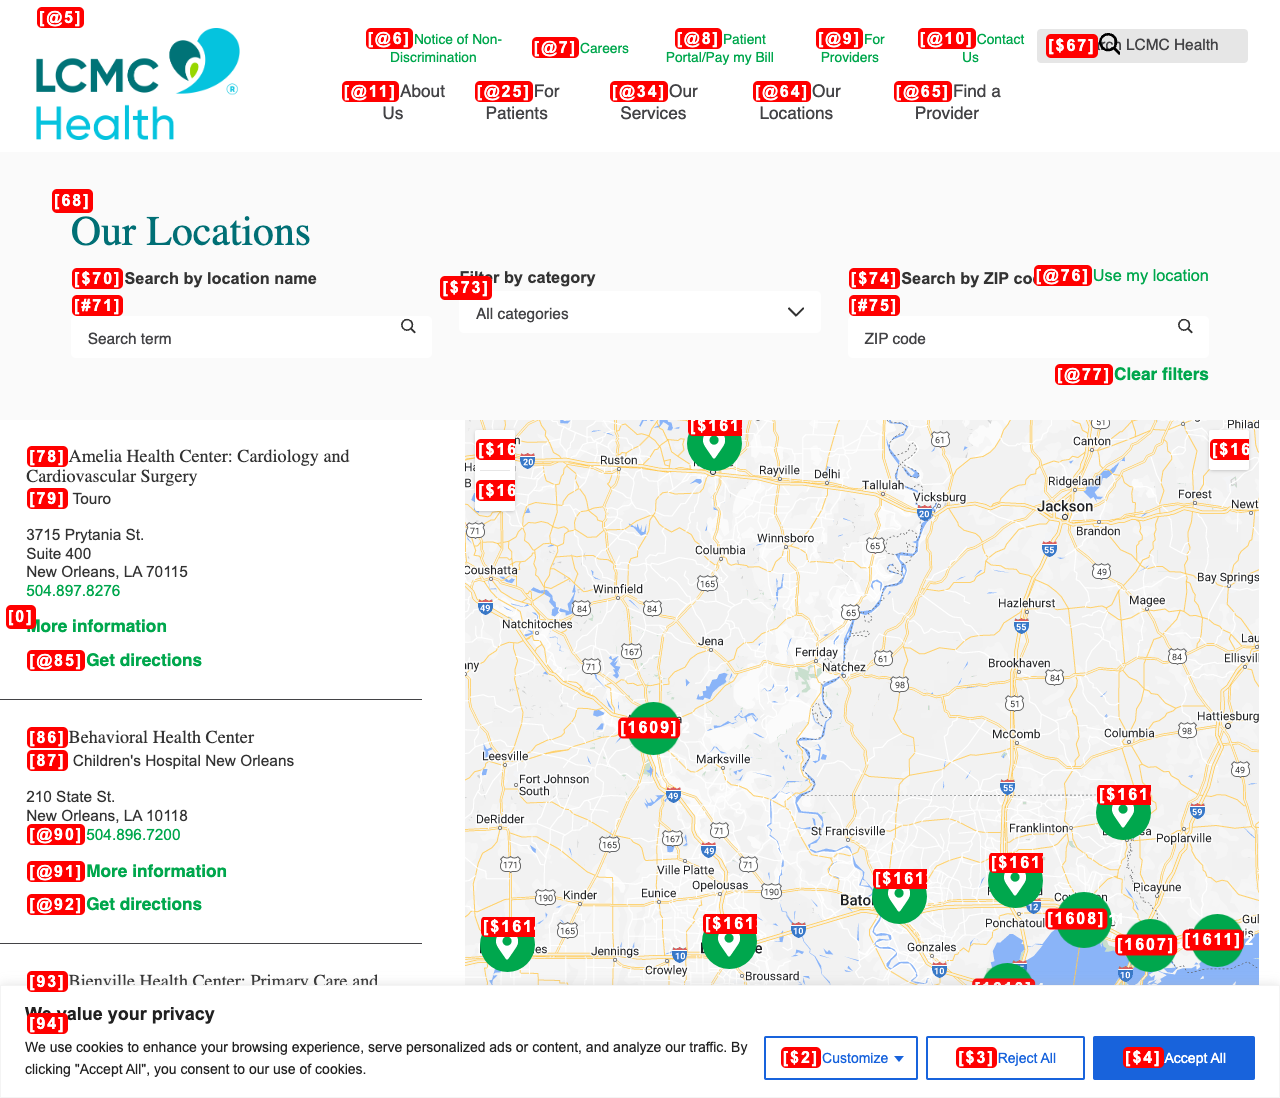 [@5]
LCMC
Health
®
[@6] Notice of Non-Discrimination
[@7] Careers
[@8] Patient Portal/Pay my Bill
[@9] For Providers
[@10] Contact Us
[$67] LCMC Health
[@11] About Us
[@25] For Patients
[@34] Our Services
[@64] Our Locations
[@65] Find a Provider
[68]
Our Locations
[$70] Search by location name
[#71]
Search term
Filter by category
[$73]
All categories
[$74] Search by ZIP
[@76] Use my location
[#75]
ZIP code
[@77] Clear filters
[78] Amelia Health Center: Cardiology and
Cardiovascular Surgery
[79] Touro
3715 Prytania St.
Suite 400
New Orleans, LA 70115
504.897.8276
[0]
More information
[@85] Get directions
[86] Behavioral Health Center
[87] Children's Hospital New Orleans
210 State St.
New Orleans, LA 10118
[@90] 504.896.7200
[@91] More information
[@92] Get directions
[93] Bienville Health Center: Primary Care and
[$16
[$16
[$161
[$16
Ruston
Rayville
Delhi
Tallulah
Vicksburg
Canton
Ridgeland
Jackson
Brandon
Forest
Newt
Philad
Winnsboro
Columbia
Coushatta
Winnfield
Natchitoches
Jena
Ferriday
Natchez
Hazlehurst
Magee
Bay Springs
Brookhaven
Lau
Ellisvil
Hattiesburg
McComb
Columbia
[1609]
Marksville
Leesville
Fort Johnson
South
DeRidder
St Francisville
Franklinton
[$161
Poplarville
Ville Platte
Kinder
Eunice
Opelousas
[$161
[$161
Picayune
Ponchatoula
[1608]
[$161
[$161
Jennings
Crowley
Broussard
Gonzales
[1607]
[1611]
We value your privacy
[94]
We use cookies to enhance your browsing experience, serve personalized ads or content, and analyze our traffic. By
clicking "Accept All", you consent to our use of cookies.
[$2] Customize
[$3] Reject All
[$4] Accept All